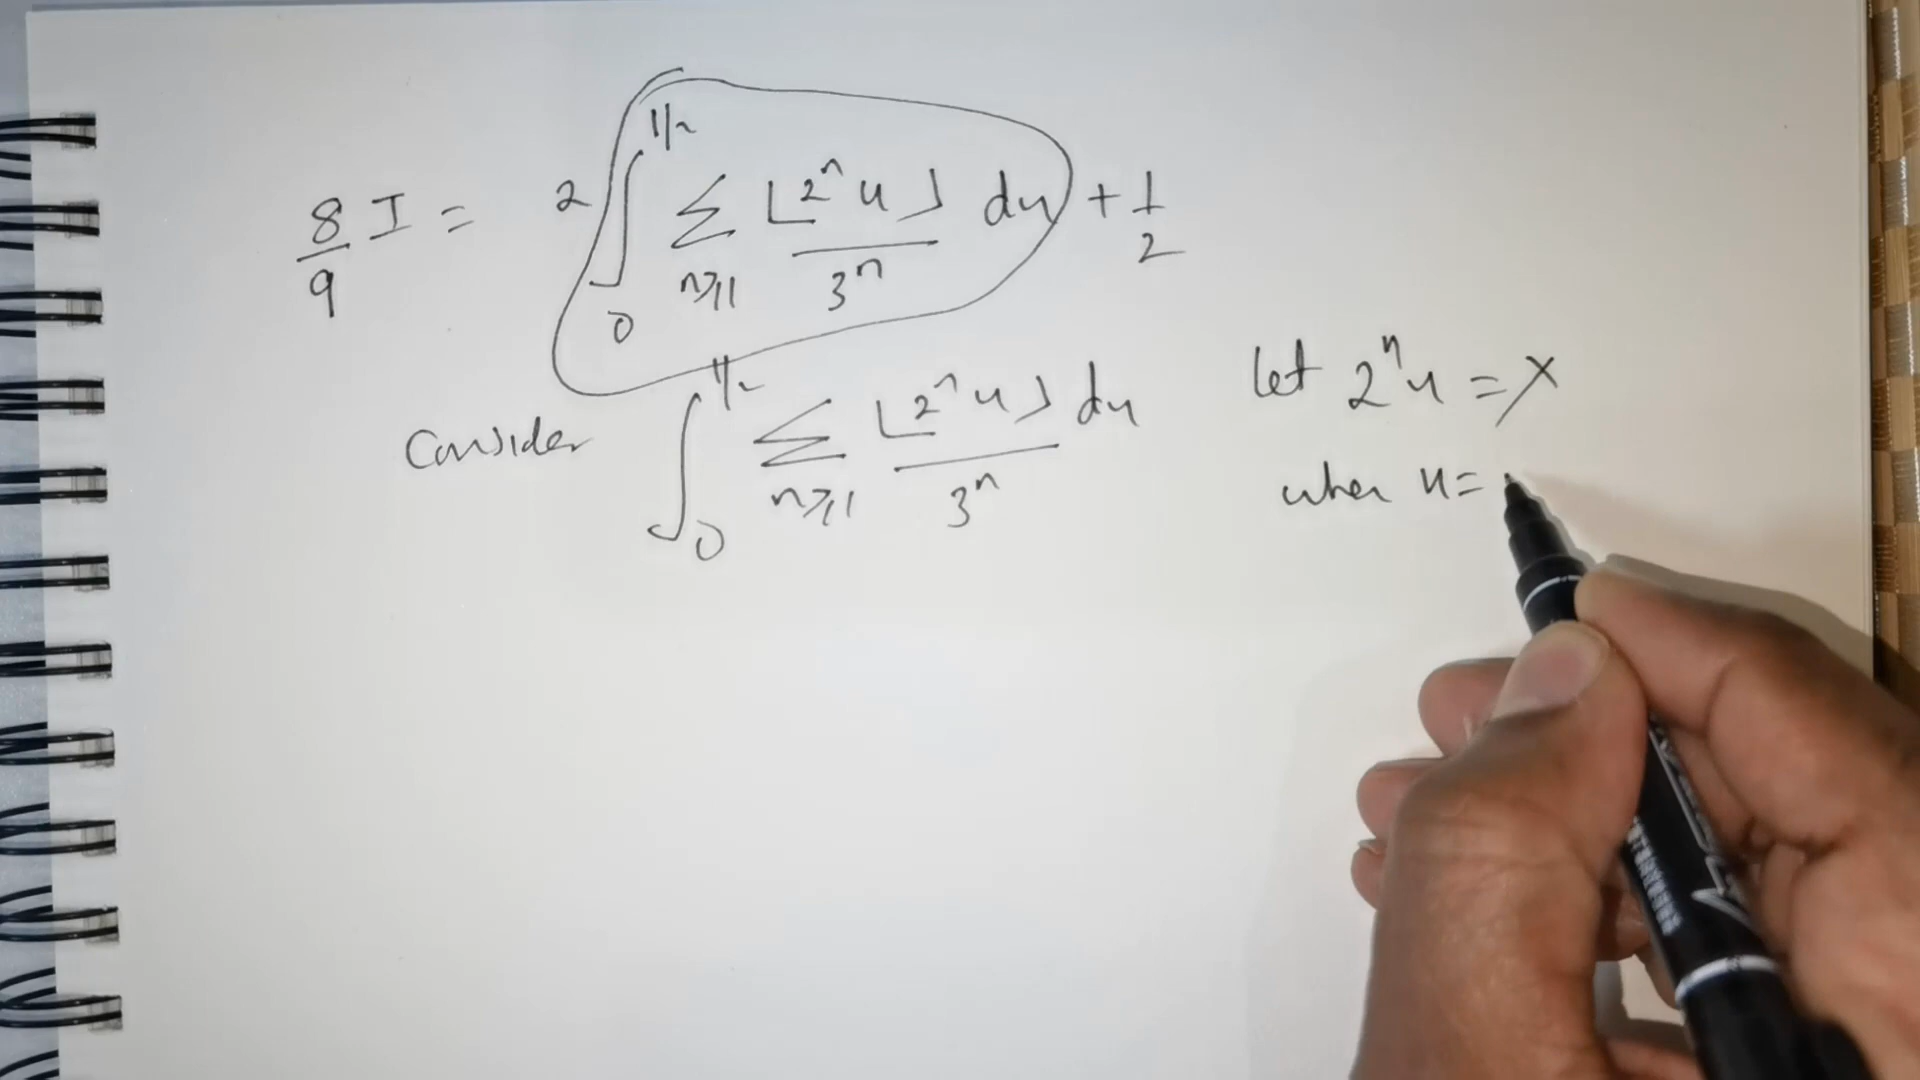 8/9 I = 2 ∫₀^{1/2} Σ_{n≥1} ⌊2ⁿu⌋/3ⁿ du + 1/2
Consider ∫₀^{1/2} Σ_{n≥1} ⌊2ⁿu⌋/3ⁿ du
let 2ⁿu = x
when u =